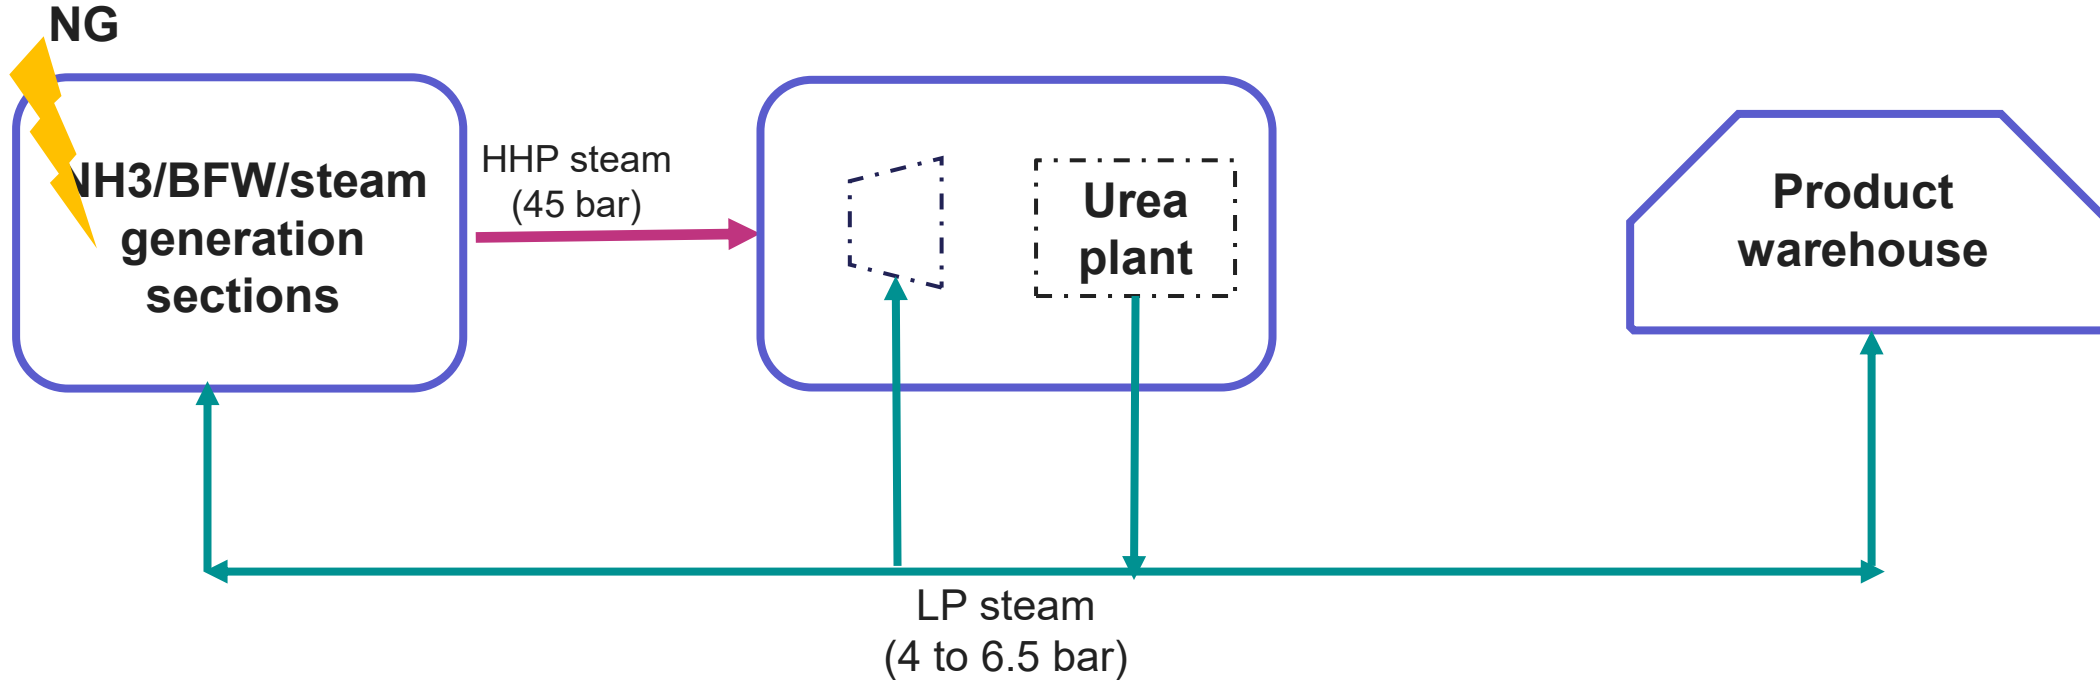 NG
NH3/BFW/steam
generation
sections
HHP steam
(45 bar)
Urea
plant
Product
warehouse
LP steam
(4 to 6.5 bar)